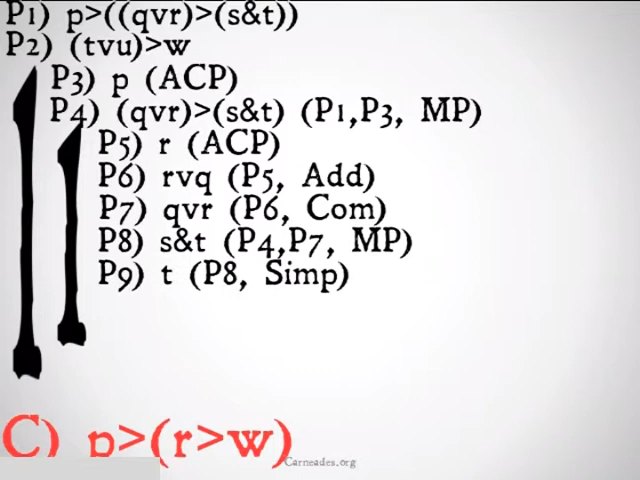 P1) p>((qvr)>(s&t))
P2) (tvu)>w
P3) p (ACP)
P4) (qvr)>(s&t) (P1,P3, MP)
P5) r (ACP)
P6) rvq (P5, Add)
P7) qvr (P6, Com)
P8) s&t (P4,P7, MP)
P9) t (P8, Simp)
C) p>(r>w)
Carneades.org